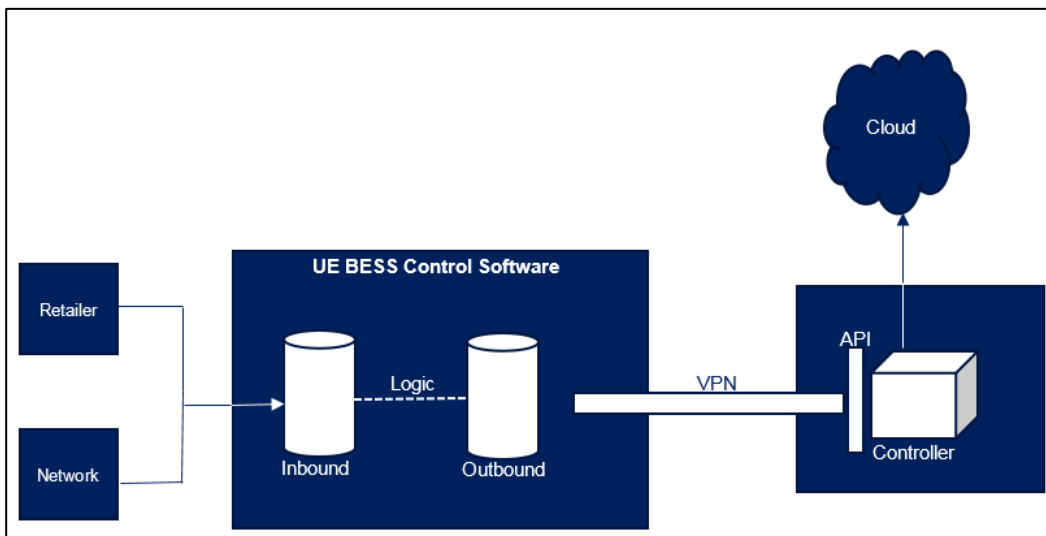 Cloud
UE BESS Control Software
Retailer
API
Logic
VPN
Inbound
Outbound
Controller
Network